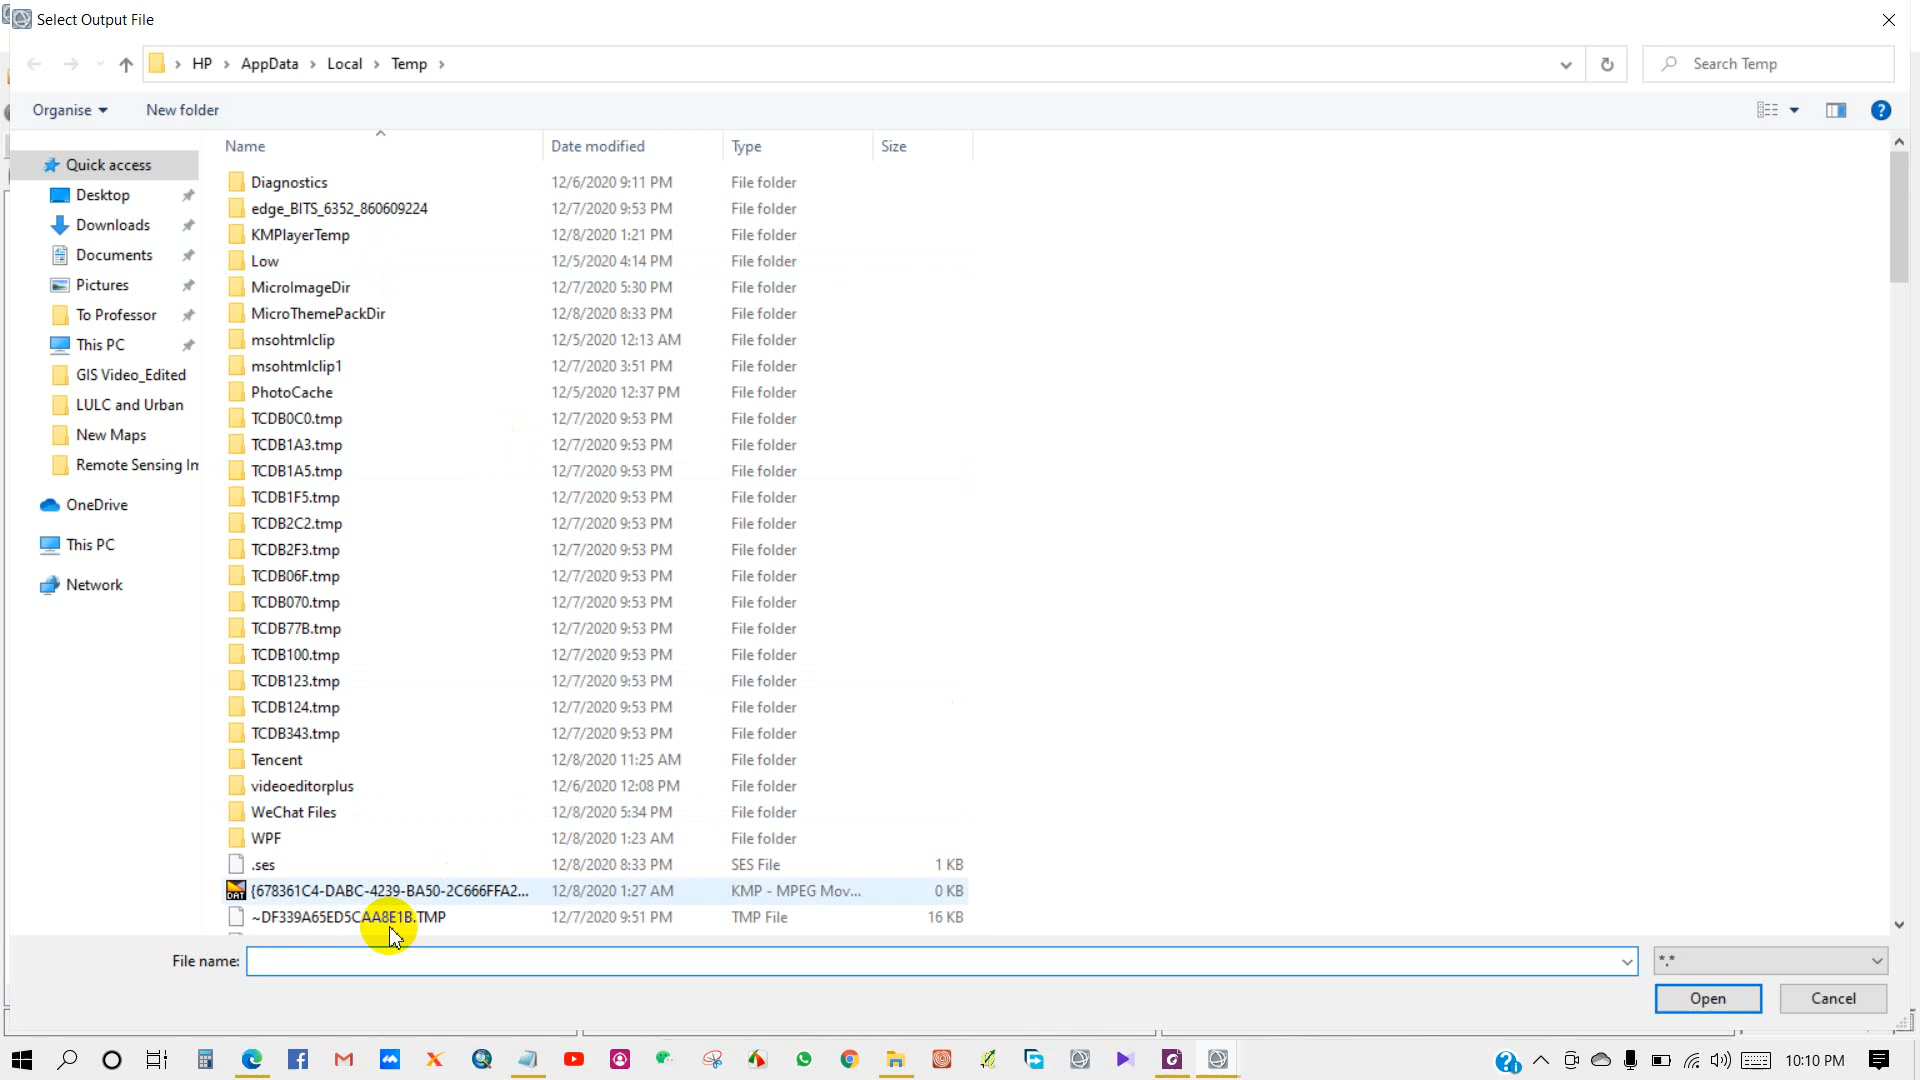 Select Output File
HP > AppData > Local > Temp >
Search Temp
Organise
New folder
Name
Date modified
Type
Size
Quick access
Desktop
Downloads
Documents
Pictures
To Professor
This PC
GIS Video_Edited
LULC and Urban
New Maps
Remote Sensing Im
OneDrive
This PC
Network
Diagnostics 12/6/2020 9:11 PM File folder
edge_BITS_6352_860609224 12/7/2020 9:53 PM File folder
KMPlayerTemp 12/8/2020 1:21 PM File folder
Low 12/5/2020 4:14 PM File folder
MicroImageDir 12/7/2020 5:30 PM File folder
MicroThemePackDir 12/8/2020 8:33 PM File folder
msohtmlclip 12/5/2020 12:13 AM File folder
msohtmlclip1 12/7/2020 3:51 PM File folder
PhotoCache 12/5/2020 12:37 PM File folder
TCDB0C0.tmp 12/7/2020 9:53 PM File folder
TCDB1A3.tmp 12/7/2020 9:53 PM File folder
TCDB1A5.tmp 12/7/2020 9:53 PM File folder
TCDB1F5.tmp 12/7/2020 9:53 PM File folder
TCDB2C2.tmp 12/7/2020 9:53 PM File folder
TCDB2F3.tmp 12/7/2020 9:53 PM File folder
TCDB06F.tmp 12/7/2020 9:53 PM File folder
TCDB070.tmp 12/7/2020 9:53 PM File folder
TCDB77B.tmp 12/7/2020 9:53 PM File folder
TCDB100.tmp 12/7/2020 9:53 PM File folder
TCDB123.tmp 12/7/2020 9:53 PM File folder
TCDB124.tmp 12/7/2020 9:53 PM File folder
TCDB343.tmp 12/7/2020 9:53 PM File folder
Tencent 12/8/2020 11:25 AM File folder
videoeditorplus 12/6/2020 12:08 PM File folder
WeChat Files 12/8/2020 5:34 PM File folder
WPF 12/8/2020 1:23 AM File folder
.ses 12/8/2020 8:33 PM SES File 1 KB
{678361C4-DABC-4239-BA50-2C666FFA2... 12/8/2020 1:27 AM KMP - MPEG Mov... 0 KB
~DF339A65ED5CAA8E1B.TMP 12/7/2020 9:51 PM TMP File 16 KB
File name:
*.*
Open
Cancel
10:10 PM